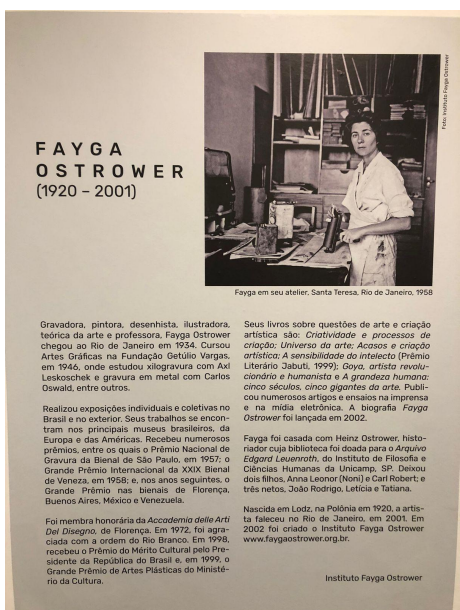 Foto: Instituto Fayga Ostrower
FAYGA
OSTROWER
(1920 – 2001)
Fayga em seu atelier, Santa Teresa, Rio de Janeiro, 1958
Gravadora, pintora, desenhista, ilustradora,
teórica da arte e professora, Fayga Ostrower
chegou ao Rio de Janeiro em 1934. Cursou
Artes Gráficas na Fundação Getúlio Vargas,
em 1946, onde estudou xilogravura com Axl
Leskoschek e gravura em metal com Carlos
Oswald, entre outros.
Realizou exposições individuais e coletivas no
Brasil e no exterior. Seus trabalhos se encon-
tram nos principais museus brasileiros, da
Europa e das Américas. Recebeu numerosos
prêmios, entre os quais o Prêmio Nacional de
Gravura da Bienal de São Paulo, em 1957; o
Grande Prêmio Internacional da XXIX Bienal
de Veneza, em 1958; e, nos anos seguintes, o
Grande Prêmio nas bienais de Florença,
Buenos Aires, México e Venezuela.
Foi membro honorária da Accademia delle Arti
Del Disegno, de Florença. Em 1972, foi agra-
ciada com a ordem do Rio Branco. Em 1998,
recebeu o Prêmio do Mérito Cultural pelo Pre-
sidente da República do Brasil e, em 1999, o
Grande Prêmio de Artes Plásticas do Ministé-
rio da Cultura.
Seus livros sobre questões de arte e criação
artística são: Criatividade e processos de
criação; Universo da arte; Acasos e criação
artística; A sensibilidade do intelecto (Prêmio
Literário Jabuti, 1999); Goya, artista revolu-
cionário e humanista e A grandeza humana:
cinco séculos, cinco gigantes da arte. Publi-
cou numerosos artigos e ensaios na imprensa
e na mídia eletrônica. A biografia Fayga
Ostrower foi lançada em 2002.
Fayga foi casada com Heinz Ostrower, histo-
riador cuja biblioteca foi doada para o Arquivo
Edgard Leuenroth, do Instituto de Filosofia e
Ciências Humanas da Unicamp, SP. Deixou
dois filhos, Anna Leonor (Noni) e Carl Robert; e
três netos, João Rodrigo, Letícia e Tatiana.
Nascida em Lodz, na Polônia em 1920, a artis-
ta faleceu no Rio de Janeiro, em 2001. Em
2002 foi criado o Instituto Fayga Ostrower
www.faygaostrower.org.br.
Instituto Fayga Ostrower